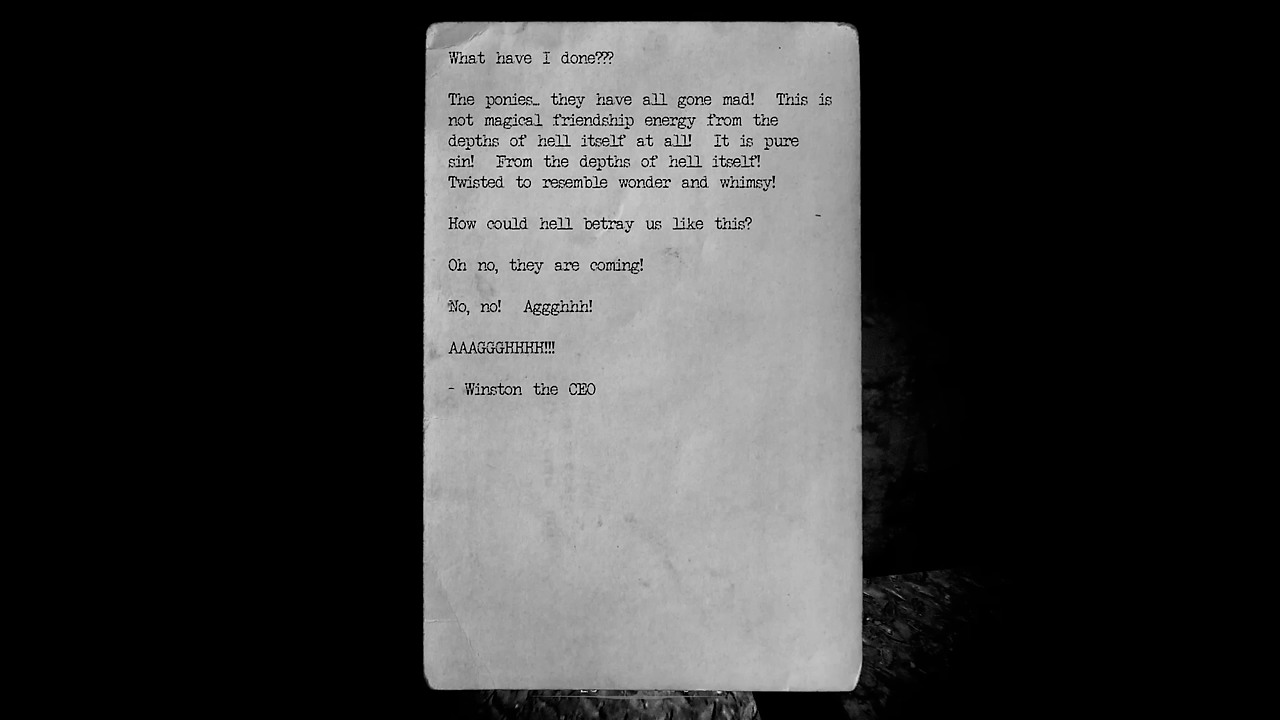 What have I done???
The ponies... they have all gone mad!  This is
not magical friendship energy from the
depths of hell itself at all!  It is pure
sin!  From the depths of hell itself!
Twisted to resemble wonder and whimsy!
How could hell betray us like this?
Oh no, they are coming!
No, no!  Aggghhh!
AAAGGGHHHH!!!
- Winston the CEO